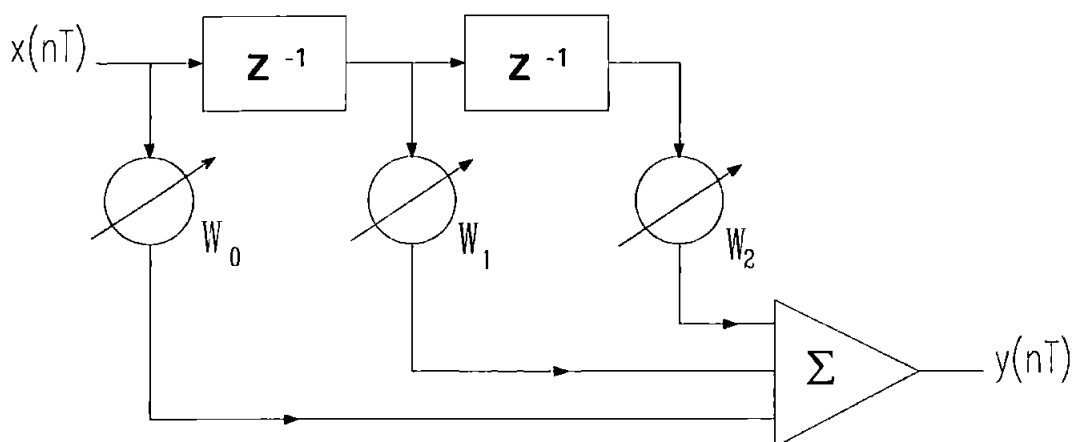 x(nT)
Z⁻¹
Z⁻¹
W₀
W₁
W₂
Σ
y(nT)